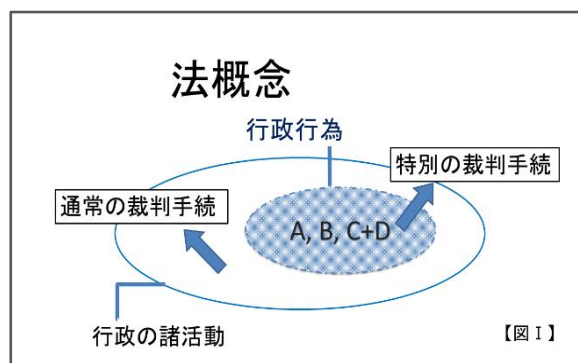 法概念
行政行為
特別の裁判手続
通常の裁判手続
A, B, C+D
行政の諸活動
【図Ⅰ】